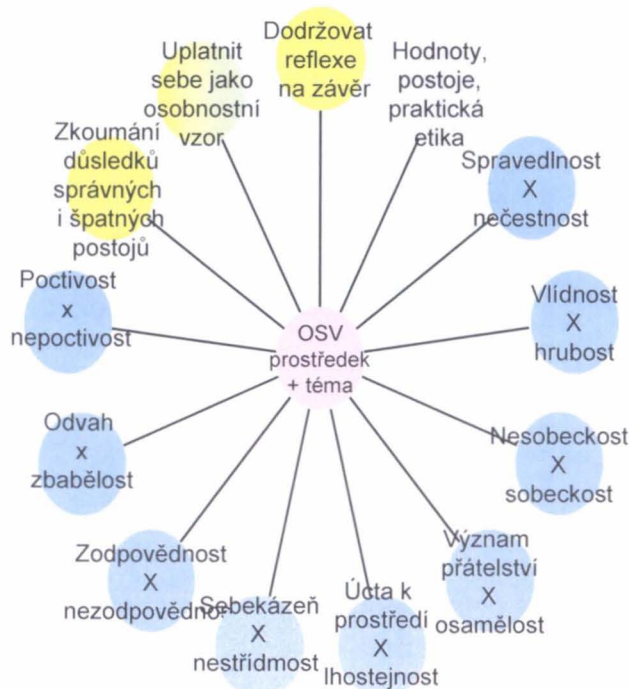 Dodržovat
reflexe
na závěr
Hodnoty,
postoje,
praktická
etika
Spravedlnost
X
nečestnost
Vlídnost
X
hrubost
Nesobeckost
X
sobeckost
Význam
přátelství
X
osamělost
Úcta k
prostředí
X
lhostejnost
Sebekázeň
X
nestřídmost
Zodpovědnost
X
nezodpovědno
Odvah
x
zbabělost
Poctivost
x
nepoctivost
Zkoumání
důsledků
správných
i špatných
postojů
Uplatnit
sebe jako
osobnostní
vzor
OSV
prostředek
+ téma